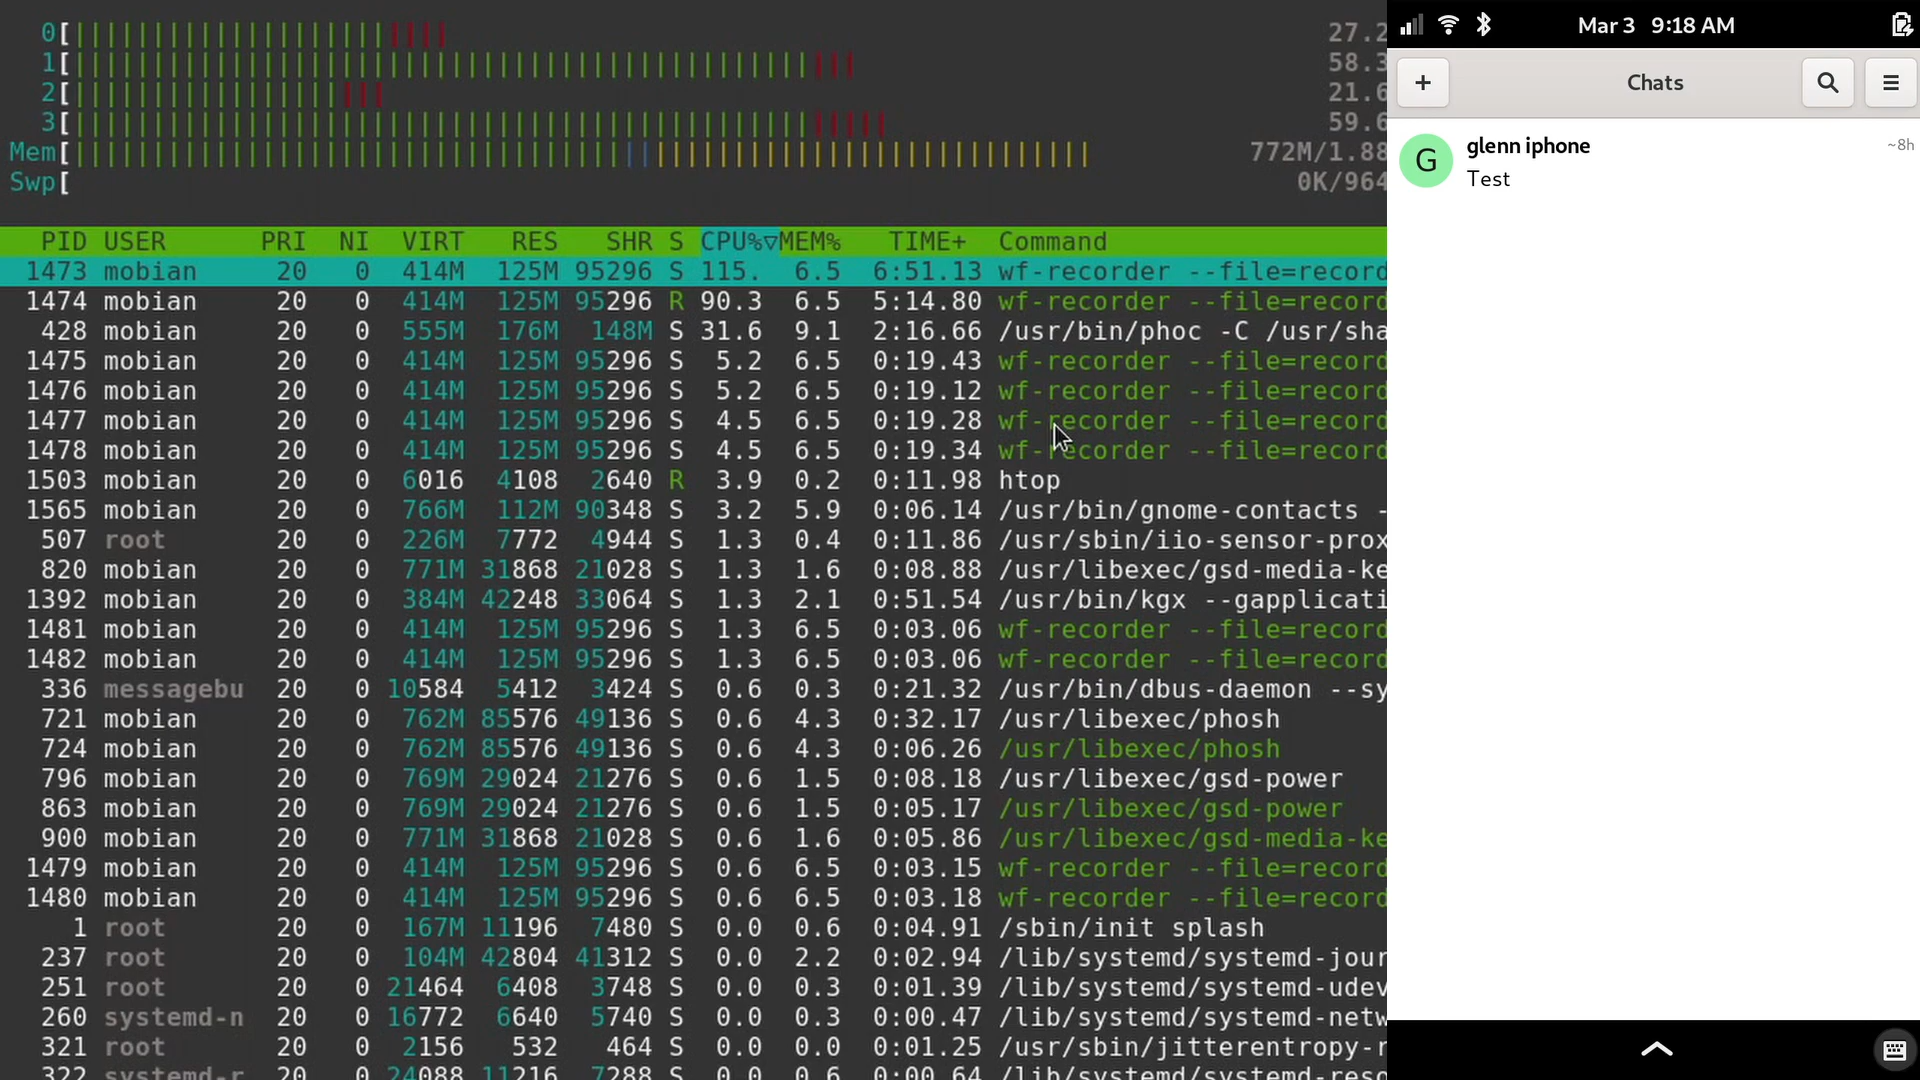 0[ 27.2
1[ 58.3
2[ 21.6
3[ 59.6
Mem[ 772M/1.88
Swp[ 0K/964
PID USER PRI NI VIRT RES SHR S CPU%▽MEM% TIME+ Command
1473 mobian 20 0 414M 125M 95296 S 115. 6.5 6:51.13 wf-recorder --file=record
1474 mobian 20 0 414M 125M 95296 R 90.3 6.5 5:14.80 wf-recorder --file=record
428 mobian 20 0 555M 176M 148M S 31.6 9.1 2:16.66 /usr/bin/phoc -C /usr/sha
1475 mobian 20 0 414M 125M 95296 S 5.2 6.5 0:19.43 wf-recorder --file=record
1476 mobian 20 0 414M 125M 95296 S 5.2 6.5 0:19.12 wf-recorder --file=record
1477 mobian 20 0 414M 125M 95296 S 4.5 6.5 0:19.28 wf-recorder --file=record
1478 mobian 20 0 414M 125M 95296 S 4.5 6.5 0:19.34 wf-recorder --file=record
1503 mobian 20 0 6016 4108 2640 R 3.9 0.2 0:11.98 htop
1565 mobian 20 0 766M 112M 90348 S 3.2 5.9 0:06.14 /usr/bin/gnome-contacts -
507 root 20 0 226M 7772 4944 S 1.3 0.4 0:11.86 /usr/sbin/iio-sensor-prox
820 mobian 20 0 771M 31868 21028 S 1.3 1.6 0:08.88 /usr/libexec/gsd-media-ke
1392 mobian 20 0 384M 42248 33064 S 1.3 2.1 0:51.54 /usr/bin/kgx --gapplicati
1481 mobian 20 0 414M 125M 95296 S 1.3 6.5 0:03.06 wf-recorder --file=record
1482 mobian 20 0 414M 125M 95296 S 1.3 6.5 0:03.06 wf-recorder --file=record
336 messagebu 20 0 10584 5412 3424 S 0.6 0.3 0:21.32 /usr/bin/dbus-daemon --sy
721 mobian 20 0 762M 85576 49136 S 0.6 4.3 0:32.17 /usr/libexec/phosh
724 mobian 20 0 762M 85576 49136 S 0.6 4.3 0:06.26 /usr/libexec/phosh
796 mobian 20 0 769M 29024 21276 S 0.6 1.5 0:08.18 /usr/libexec/gsd-power
863 mobian 20 0 769M 29024 21276 S 0.6 1.5 0:05.17 /usr/libexec/gsd-power
900 mobian 20 0 771M 31868 21028 S 0.6 1.6 0:05.86 /usr/libexec/gsd-media-ke
1479 mobian 20 0 414M 125M 95296 S 0.6 6.5 0:03.15 wf-recorder --file=record
1480 mobian 20 0 414M 125M 95296 S 0.6 6.5 0:03.18 wf-recorder --file=record
1 root 20 0 167M 11196 7480 S 0.0 0.6 0:04.91 /sbin/init splash
237 root 20 0 104M 42804 41312 S 0.0 2.2 0:02.94 /lib/systemd/systemd-jour
251 root 20 0 21464 6408 3748 S 0.0 0.3 0:01.39 /lib/systemd/systemd-udev
260 systemd-n 20 0 16772 6640 5740 S 0.0 0.3 0:00.47 /lib/systemd/systemd-netw
321 root 20 0 2156 532 464 S 0.0 0.0 0:01.25 /usr/sbin/jitterentropy-r
322 systemd-r 20 0 24088 11216 7288 S 0.0 0.6 0:00.64 /lib/systemd/systemd-reso
Mar 3 9:18 AM
Chats
G glenn iphone ~8h
Test